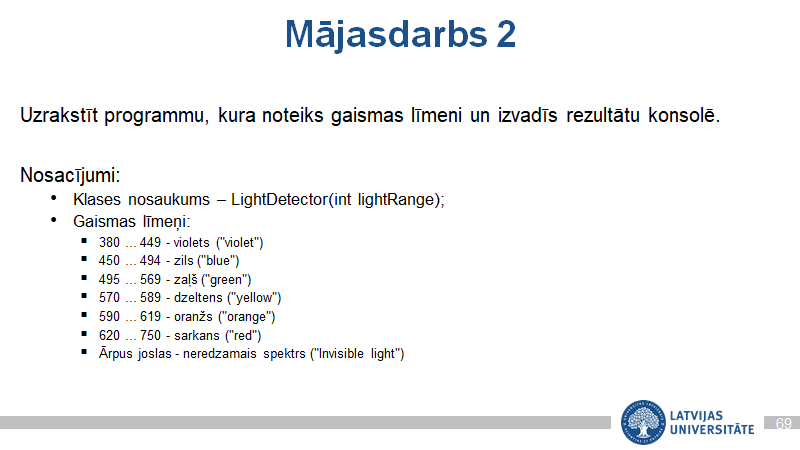 Mājasdarbs 2
Uzrakstīt programmu, kura noteiks gaismas līmeni un izvadīs rezultātu konsolē.
Nosacījumi:
• Klases nosaukums – LightDetector(int lightRange);
• Gaismas līmeņi:
▪ 380 … 449 - violets ("violet")
▪ 450 … 494 - zils ("blue")
▪ 495 … 569 - zaļš ("green")
▪ 570 … 589 - dzeltens ("yellow")
▪ 590 … 619 - oranžs ("orange")
▪ 620 … 750 - sarkans ("red")
▪ Ārpus joslas - neredzamais spektrs ("Invisible light")
LATVIJAS
UNIVERSITĀTE
69